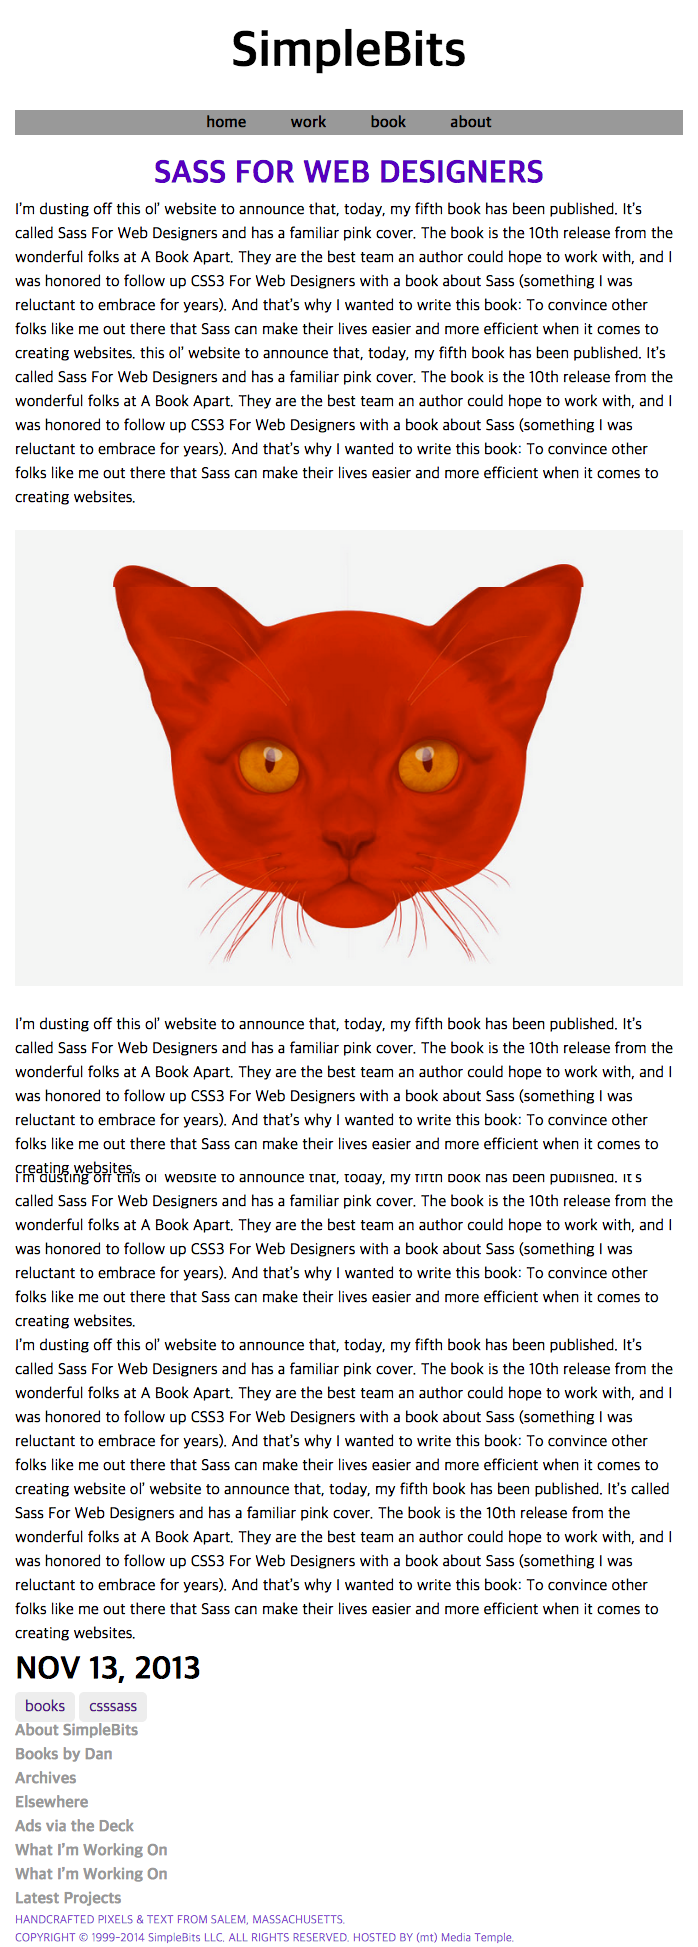 SimpleBits
home work book about
SASS FOR WEB DESIGNERS
I'm dusting off this ol' website to announce that, today, my fifth book has been published. It's
called Sass For Web Designers and has a familiar pink cover. The book is the 10th release from the
wonderful folks at A Book Apart. They are the best team an author could hope to work with, and I
was honored to follow up CSS3 For Web Designers with a book about Sass (something I was
reluctant to embrace for years). And that's why I wanted to write this book: To convince other
folks like me out there that Sass can make their lives easier and more efficient when it comes to
creating websites. this ol' website to announce that, today, my fifth book has been published. It's
called Sass For Web Designers and has a familiar pink cover. The book is the 10th release from the
wonderful folks at A Book Apart. They are the best team an author could hope to work with, and I
was honored to follow up CSS3 For Web Designers with a book about Sass (something I was
reluctant to embrace for years). And that's why I wanted to write this book: To convince other
folks like me out there that Sass can make their lives easier and more efficient when it comes to
creating websites.
I'm dusting off this ol' website to announce that, today, my fifth book has been published. It's
called Sass For Web Designers and has a familiar pink cover. The book is the 10th release from the
wonderful folks at A Book Apart. They are the best team an author could hope to work with, and I
was honored to follow up CSS3 For Web Designers with a book about Sass (something I was
reluctant to embrace for years). And that's why I wanted to write this book: To convince other
folks like me out there that Sass can make their lives easier and more efficient when it comes to
creating websites.
I'm dusting off this ol' website to announce that, today, my fifth book has been published. It's
called Sass For Web Designers and has a familiar pink cover. The book is the 10th release from the
wonderful folks at A Book Apart. They are the best team an author could hope to work with, and I
was honored to follow up CSS3 For Web Designers with a book about Sass (something I was
reluctant to embrace for years). And that's why I wanted to write this book: To convince other
folks like me out there that Sass can make their lives easier and more efficient when it comes to
creating websites.
I'm dusting off this ol' website to announce that, today, my fifth book has been published. It's
called Sass For Web Designers and has a familiar pink cover. The book is the 10th release from the
wonderful folks at A Book Apart. They are the best team an author could hope to work with, and I
was honored to follow up CSS3 For Web Designers with a book about Sass (something I was
reluctant to embrace for years). And that's why I wanted to write this book: To convince other
folks like me out there that Sass can make their lives easier and more efficient when it comes to
creating website ol' website to announce that, today, my fifth book has been published. It's called
Sass For Web Designers and has a familiar pink cover. The book is the 10th release from the
wonderful folks at A Book Apart. They are the best team an author could hope to work with, and I
was honored to follow up CSS3 For Web Designers with a book about Sass (something I was
reluctant to embrace for years). And that's why I wanted to write this book: To convince other
folks like me out there that Sass can make their lives easier and more efficient when it comes to
creating websites.
NOV 13, 2013
books csssass
About SimpleBits
Books by Dan
Archives
Elsewhere
Ads via the Deck
What I'm Working On
What I'm Working On
Latest Projects
HANDCRAFTED PIXELS & TEXT FROM SALEM, MASSACHUSETTS.
COPYRIGHT © 1999-2014 SimpleBits LLC. ALL RIGHTS RESERVED. HOSTED BY (mt) Media Temple.